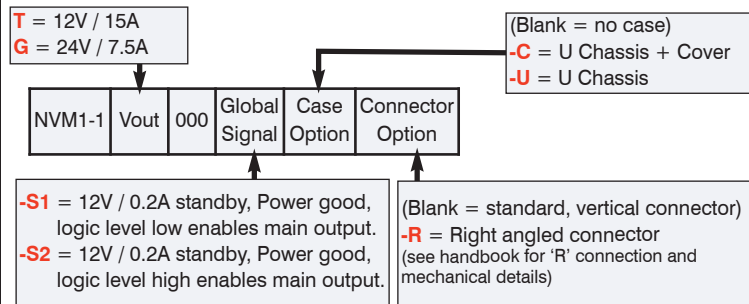 T = 12V / 15A
G = 24V / 7.5A
(Blank = no case)
-C = U Chassis + Cover
-U = U Chassis
NVM1-1
Vout
000
Global
Signal
Case
Option
Connector
Option
-S1 = 12V / 0.2A standby, Power good,
logic level low enables main output.
-S2 = 12V / 0.2A standby, Power good,
logic level high enables main output.
(Blank = standard, vertical connector)
-R = Right angled connector
(see handbook for ‘R’ connection and
mechanical details)